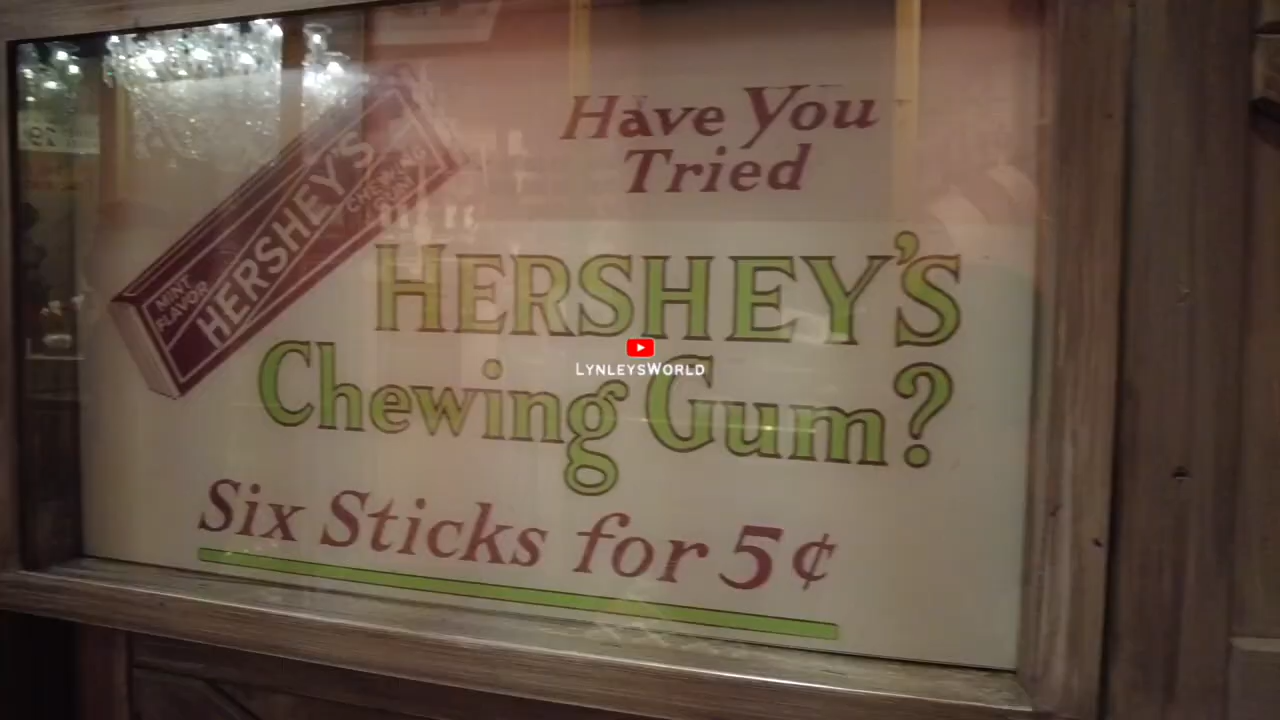 Have You
Tried
HERSHEY'S
Chewing Gum?
Six Sticks for 5¢
MINT
FLAVOR
HERSHEY'S
CHEWING
GUM
LYNLEYSWORLD